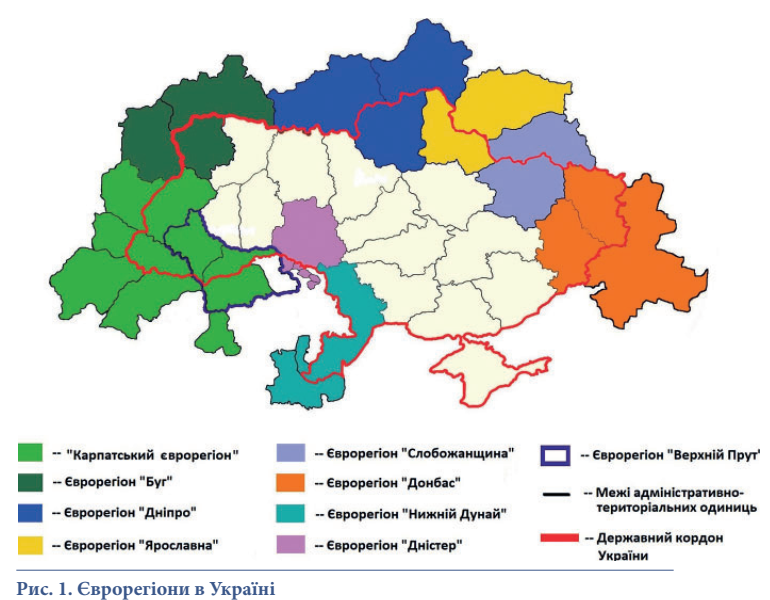 -- "Карпатський єврорегіон"
-- Єврорегіон "Буг"
-- Єврорегіон "Дніпро"
-- Єврорегіон "Ярославна"
-- Єврорегіон "Слобожанщина"
-- Єврорегіон "Донбас"
-- Єврорегіон "Нижній Дунай"
-- Єврорегіон "Дністер"
-- Єврорегіон "Верхній Прут"
-- Межі адміністративно-
територіальних одиниць
-- Державний кордон
України
Рис. 1. Єврорегіони в Україні